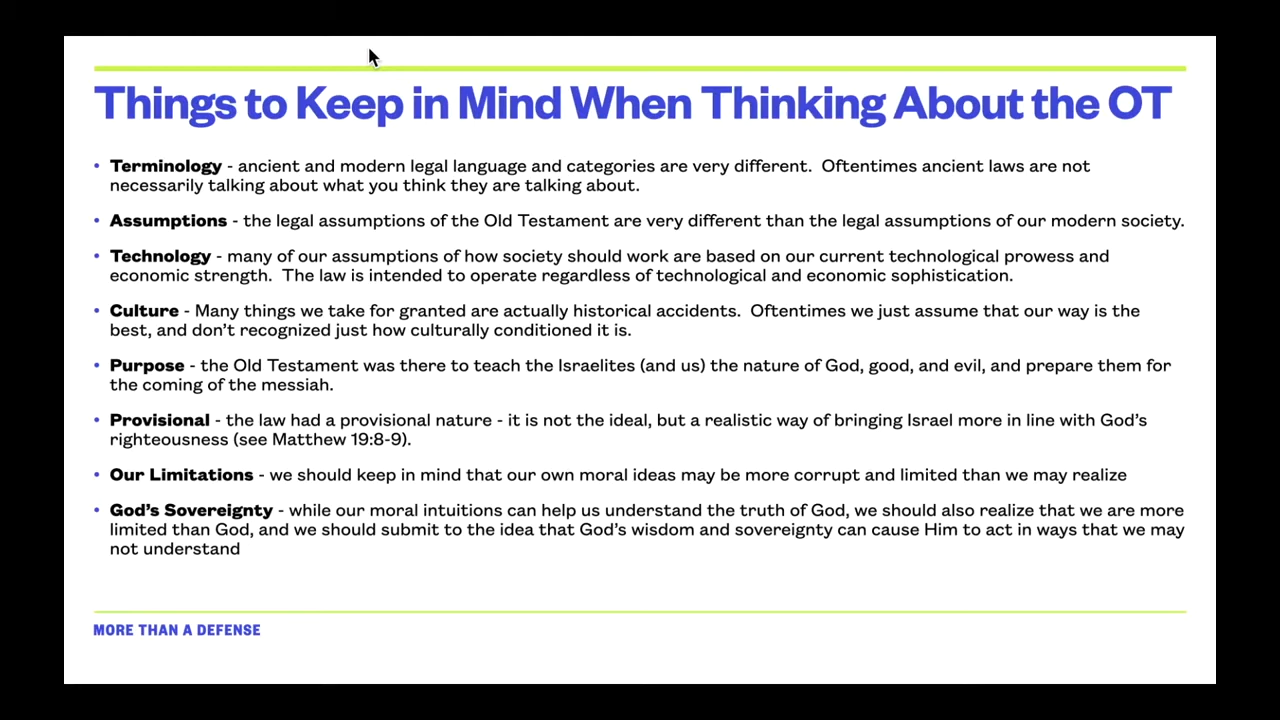 Things to Keep in Mind When Thinking About the OT
• Terminology - ancient and modern legal language and categories are very different.  Oftentimes ancient laws are not
necessarily talking about what you think they are talking about.
• Assumptions - the legal assumptions of the Old Testament are very different than the legal assumptions of our modern society.
• Technology - many of our assumptions of how society should work are based on our current technological prowess and
economic strength.  The law is intended to operate regardless of technological and economic sophistication.
• Culture - Many things we take for granted are actually historical accidents.  Oftentimes we just assume that our way is the
best, and don’t recognized just how culturally conditioned it is.
• Purpose - the Old Testament was there to teach the Israelites (and us) the nature of God, good, and evil, and prepare them for
the coming of the messiah.
• Provisional - the law had a provisional nature - it is not the ideal, but a realistic way of bringing Israel more in line with God’s
righteousness (see Matthew 19:8-9).
• Our Limitations - we should keep in mind that our own moral ideas may be more corrupt and limited than we may realize
• God’s Sovereignty - while our moral intuitions can help us understand the truth of God, we should also realize that we are more
limited than God, and we should submit to the idea that God’s wisdom and sovereignty can cause Him to act in ways that we may
not understand
MORE THAN A DEFENSE